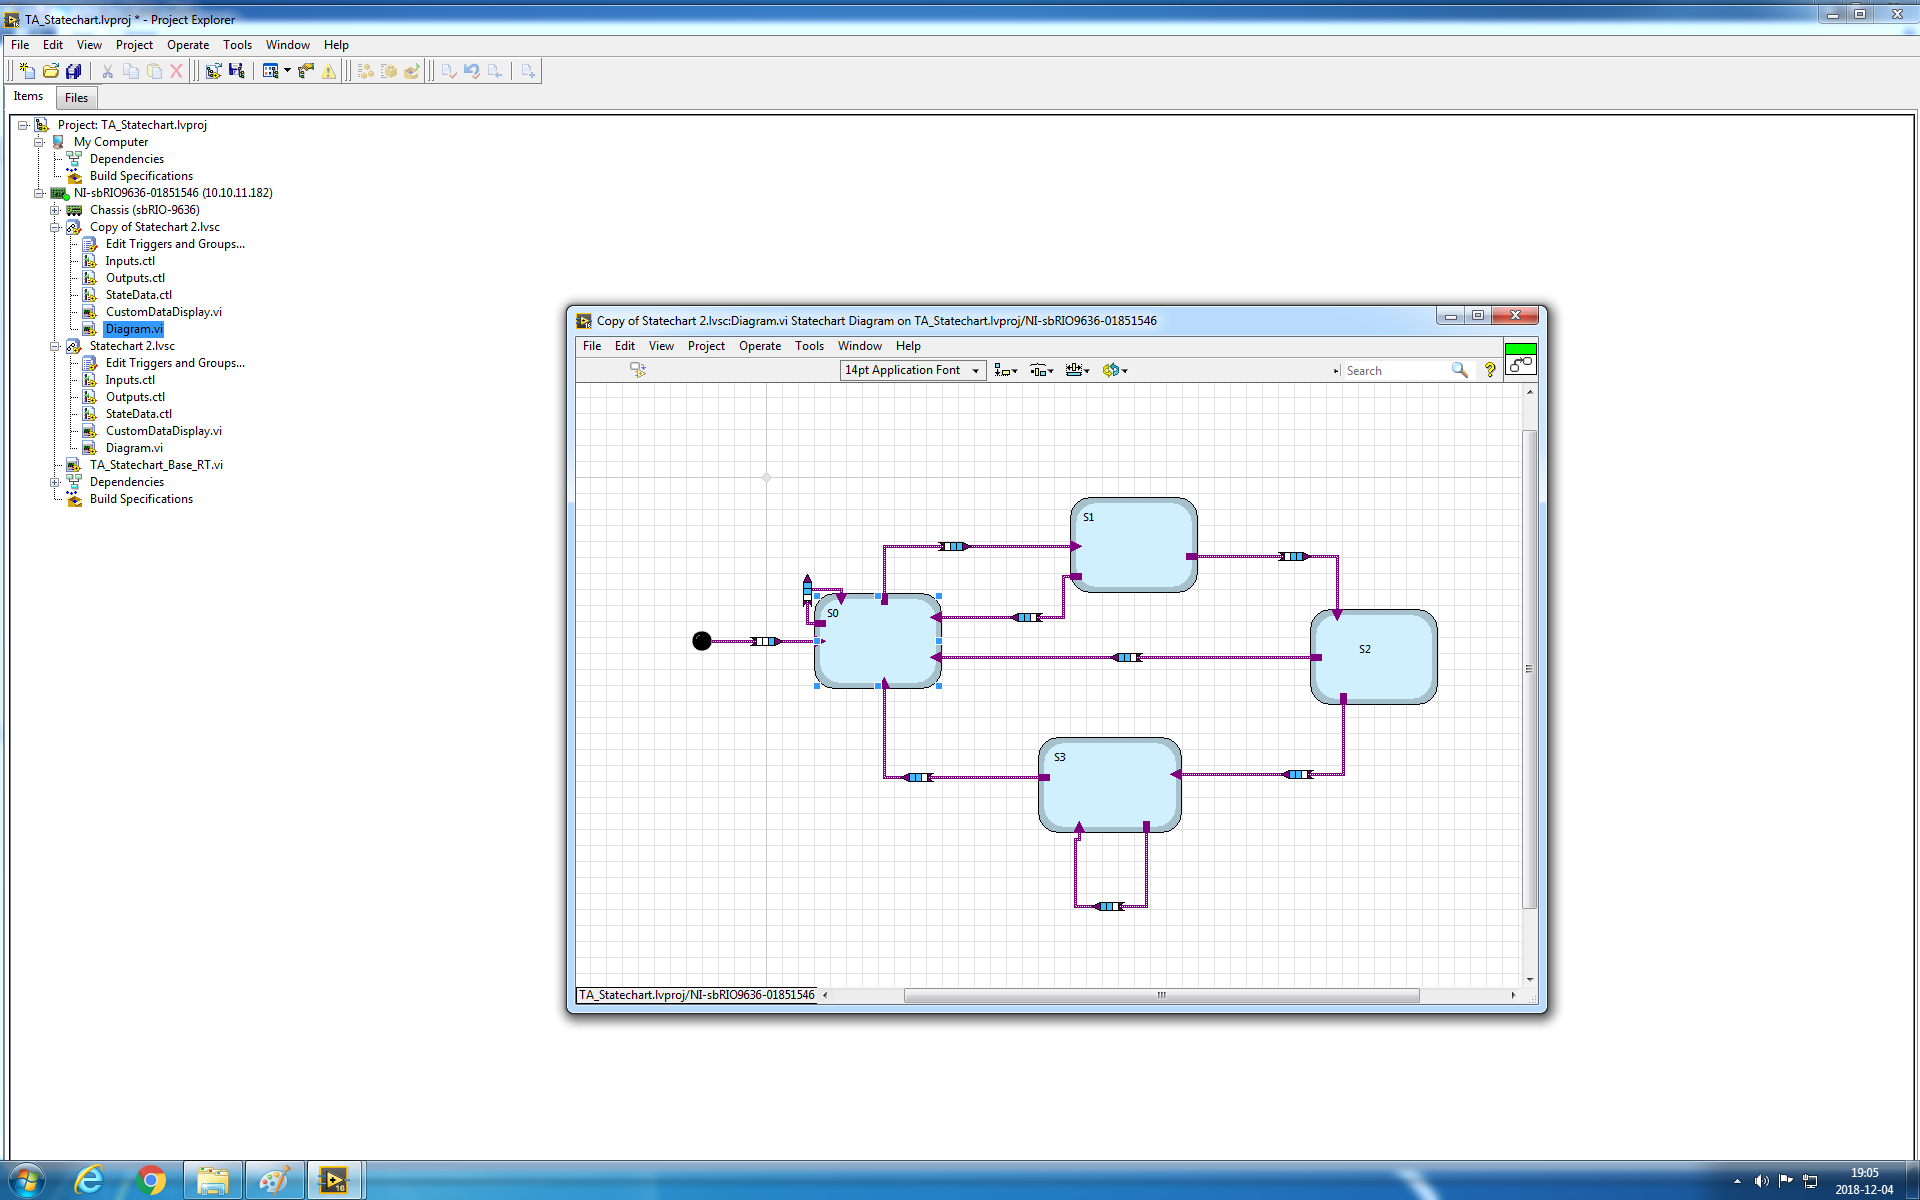 TA_Statechart.lvproj * - Project Explorer
File Edit View Project Operate Tools Window Help
Items Files
Project: TA_Statechart.lvproj
My Computer
Dependencies
Build Specifications
NI-sbRIO9636-01851546 (10.10.11.182)
Chassis (sbRIO-9636)
Copy of Statechart 2.lvsc
Edit Triggers and Groups...
Inputs.ctl
Outputs.ctl
StateData.ctl
CustomDataDisplay.vi
Diagram.vi
Statechart 2.lvsc
Edit Triggers and Groups...
Inputs.ctl
Outputs.ctl
StateData.ctl
CustomDataDisplay.vi
Diagram.vi
TA_Statechart_Base_RT.vi
Dependencies
Build Specifications
Copy of Statechart 2.lvsc:Diagram.vi Statechart Diagram on TA_Statechart.lvproj/NI-sbRIO9636-01851546
File Edit View Project Operate Tools Window Help
14pt Application Font Search
S1
S0
S2
S3
TA_Statechart.lvproj/NI-sbRIO9636-01851546
16
19:05
2018-12-04